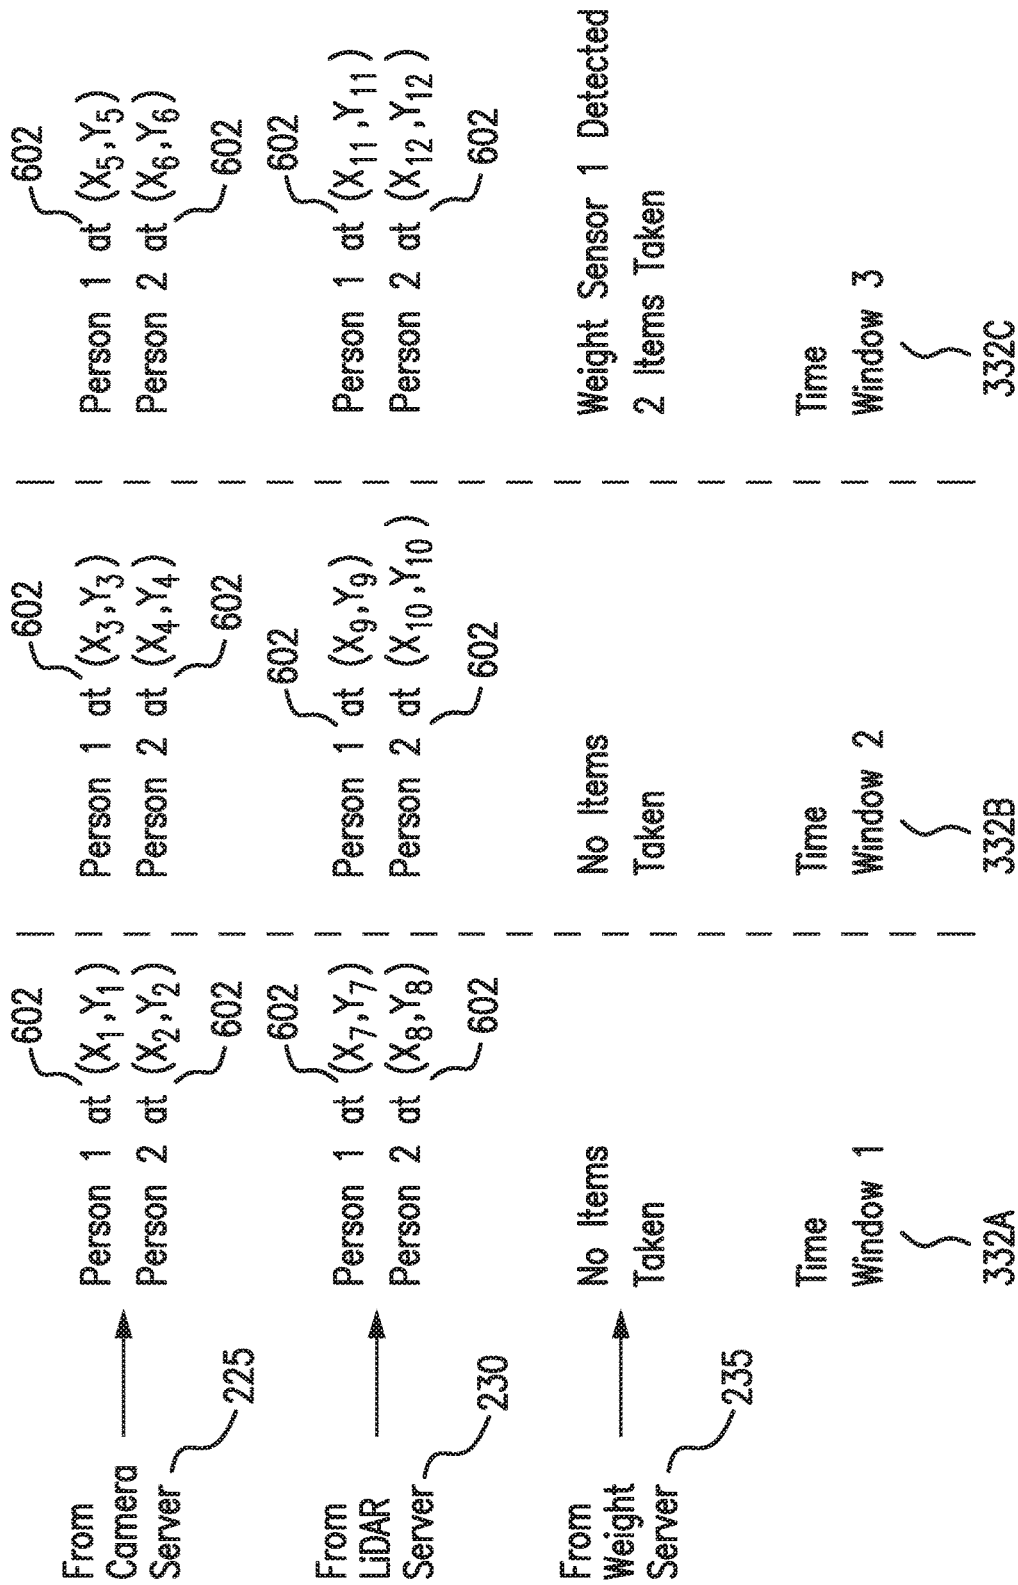 602
602
602
From
Camera
Server
225
Person 1 at (X1,Y1)
Person 2 at (X2,Y2)
Person 1 at (X3,Y3)
Person 2 at (X4,Y4)
Person 1 at (X5,Y5)
Person 2 at (X6,Y6)
602
602
602
602
602
602
From
LiDAR
Server
230
Person 1 at (X7,Y7)
Person 2 at (X8,Y8)
Person 1 at (X9,Y9)
Person 2 at (X10,Y10)
Person 1 at (X11,Y11)
Person 2 at (X12,Y12)
602
602
602
From
Weight
Server
235
No Items
Taken
No Items
Taken
Weight Sensor 1 Detected
2 Items Taken
Time
Window 1
332A
Time
Window 2
332B
Time
Window 3
332C